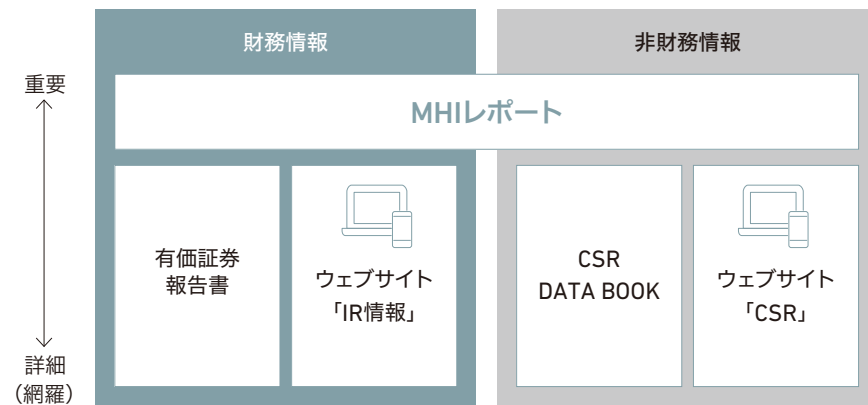 財務情報
非財務情報
重要
MHIレポート
有価証券
報告書
ウェブサイト
「IR情報」
CSR
DATA BOOK
ウェブサイト
「CSR」
詳細
（網羅）